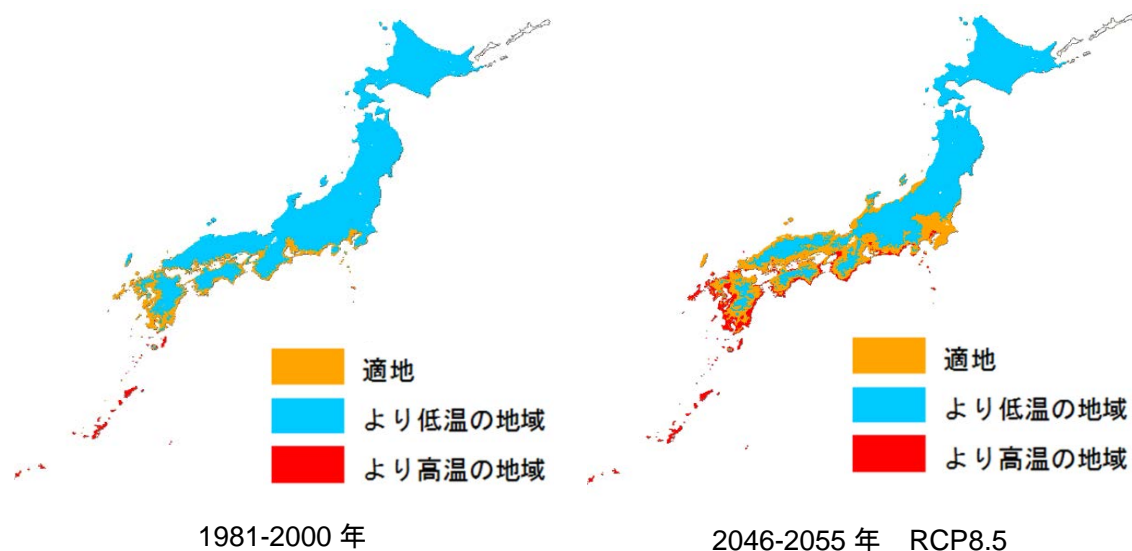 適地
より低温の地域
より高温の地域
1981-2000 年
適地
より低温の地域
より高温の地域
2046-2055 年 RCP8.5